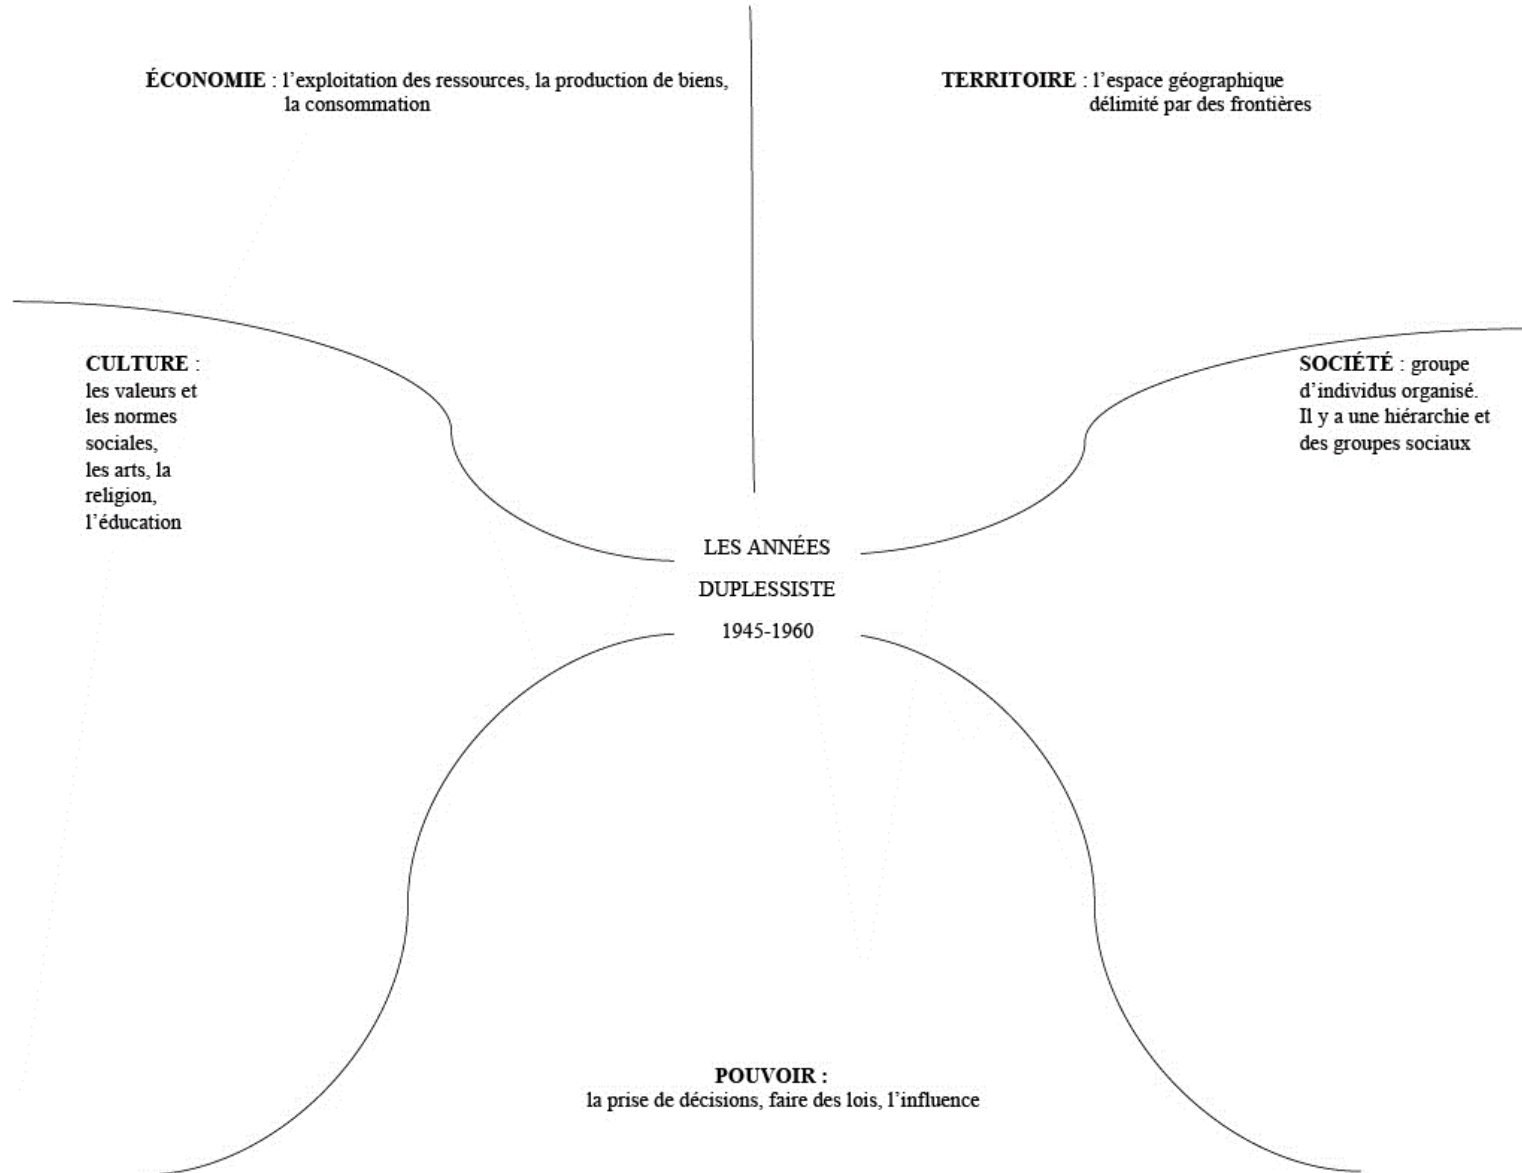 ÉCONOMIE : l’exploitation des ressources, la production de biens,
la consommation
TERRITOIRE : l’espace géographique
délimité par des frontières
CULTURE :
les valeurs et
les normes
sociales,
les arts, la
religion,
l’éducation
SOCIÉTÉ : groupe
d’individus organisé.
Il y a une hiérarchie et
des groupes sociaux
LES ANNÉES
DUPLESSISTE
1945-1960
POUVOIR :
la prise de décisions, faire des lois, l’influence